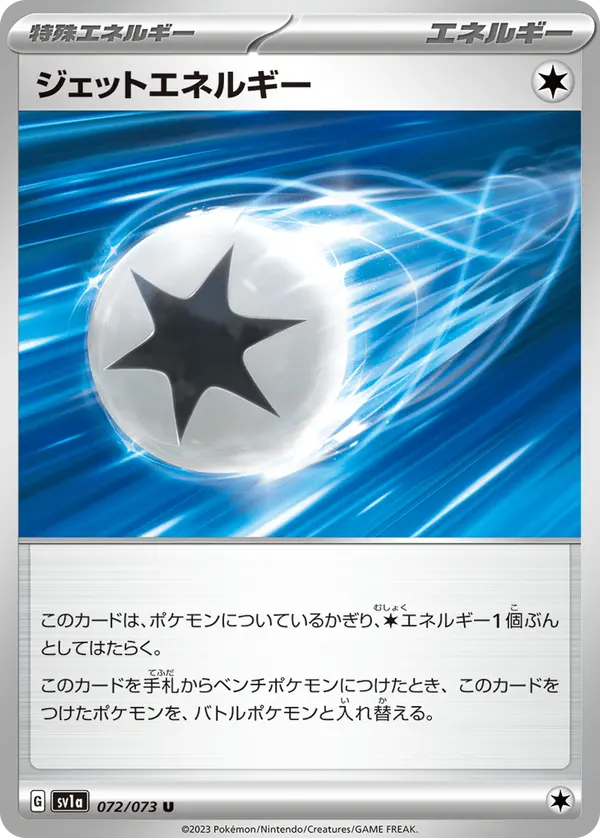 特殊エネルギー
エネルギー
ジェットエネルギー
このカードは、ポケモンについているかぎり、エネルギー1個ぶん
としてはたらく。
このカードを手札からベンチポケモンにつけたとき、このカードを
つけたポケモンを、バトルポケモンと入れ替える。
G sv1a 072/073 U
©2023 Pokémon/Nintendo/Creatures/GAME FREAK.